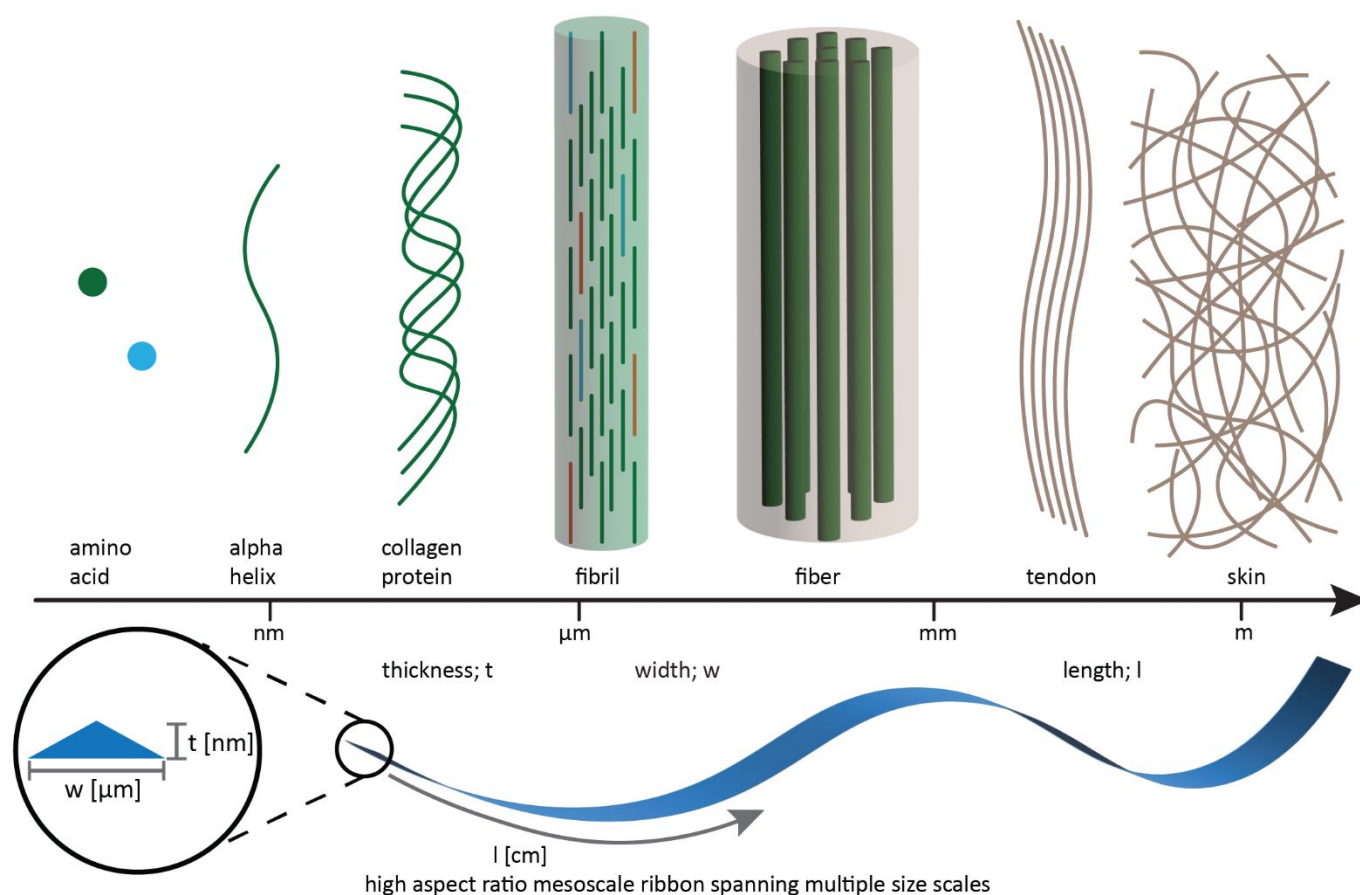 amino
acid
alpha
helix
collagen
protein
fibril
fiber
tendon
skin
nm
µm
mm
m
thickness; t
width; w
length; l
t [nm]
w [µm]
l [cm]
high aspect ratio mesoscale ribbon spanning multiple size scales